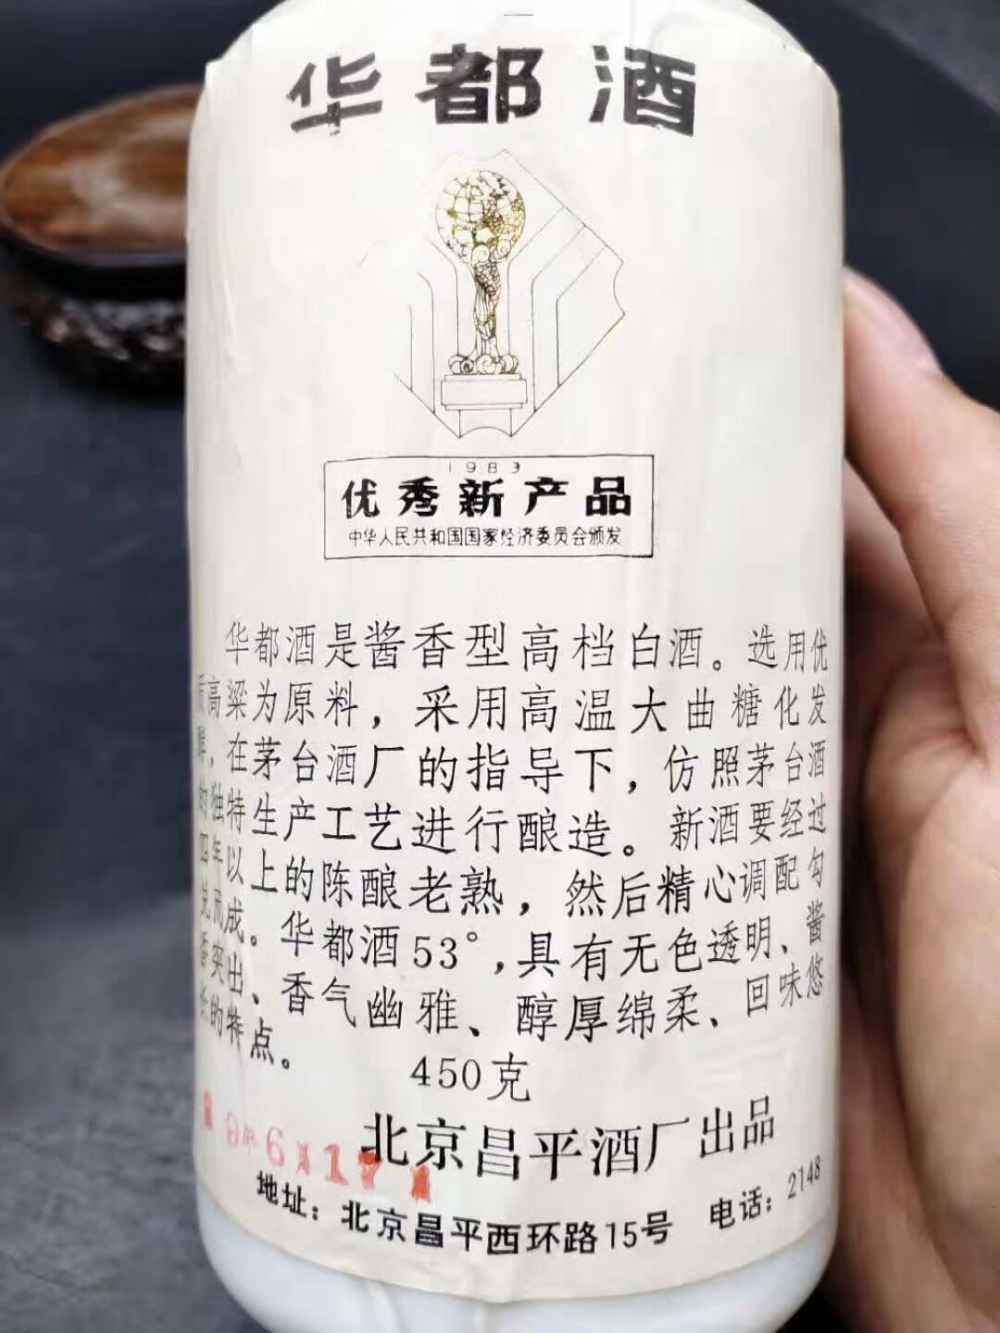 华都酒
1983
优秀新产品
中华人民共和国国家经济委员会颁发
华都酒是酱香型高档白酒。选用优
质高粱为原料，采用高温大曲糖化发
酵，在茅台酒厂的指导下，仿照茅台酒
的独特生产工艺进行酿造。新酒要经过
四年以上的陈酿老熟，然后精心调配勾
兑而成。华都酒53°,具有无色透明、酱
香突出、香气幽雅、醇厚绵柔、回味悠
长的特点。
450克
北京昌平酒厂出品
9年6月17
地址：北京昌平西环路15号 电话：2148